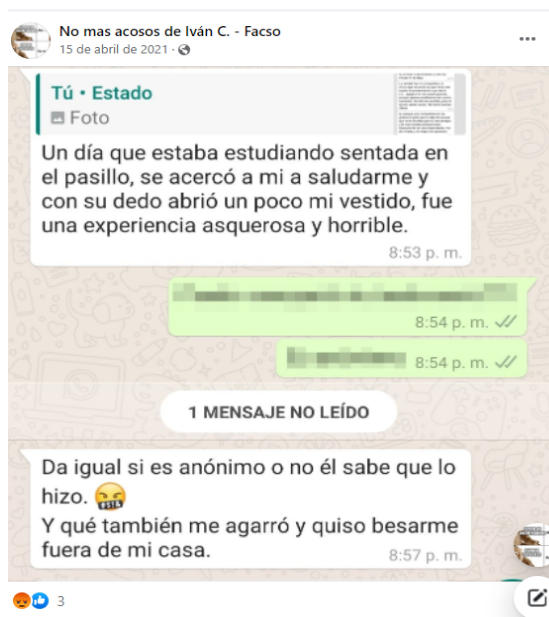 No mas acosos de Iván C. - Facso
15 de abril de 2021
Tú • Estado
Foto
Un día que estaba estudiando sentada en
el pasillo, se acercó a mi a saludarme y
con su dedo abrió un poco mi vestido, fue
una experiencia asquerosa y horrible.
8:53 p. m.
8:54 p. m.
8:54 p. m.
1 MENSAJE NO LEÍDO
Da igual si es anónimo o no él sabe que lo
hizo.
Y qué también me agarró y quiso besarme
fuera de mi casa.
8:57 p. m.
3